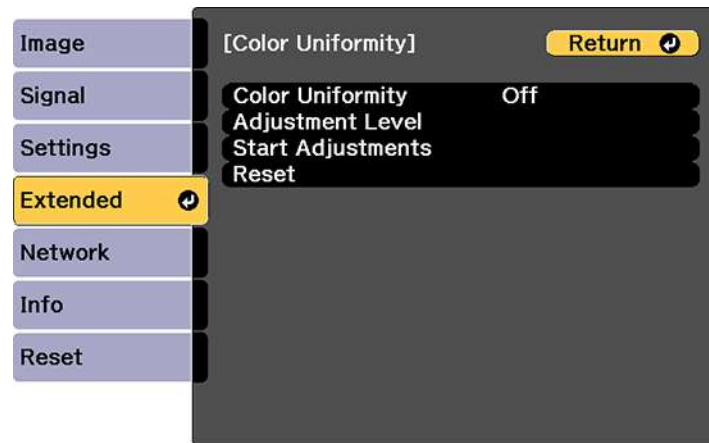 Image
Signal
Settings
Extended
Network
Info
Reset
[Color Uniformity]
Return
Color Uniformity Off
Adjustment Level
Start Adjustments
Reset